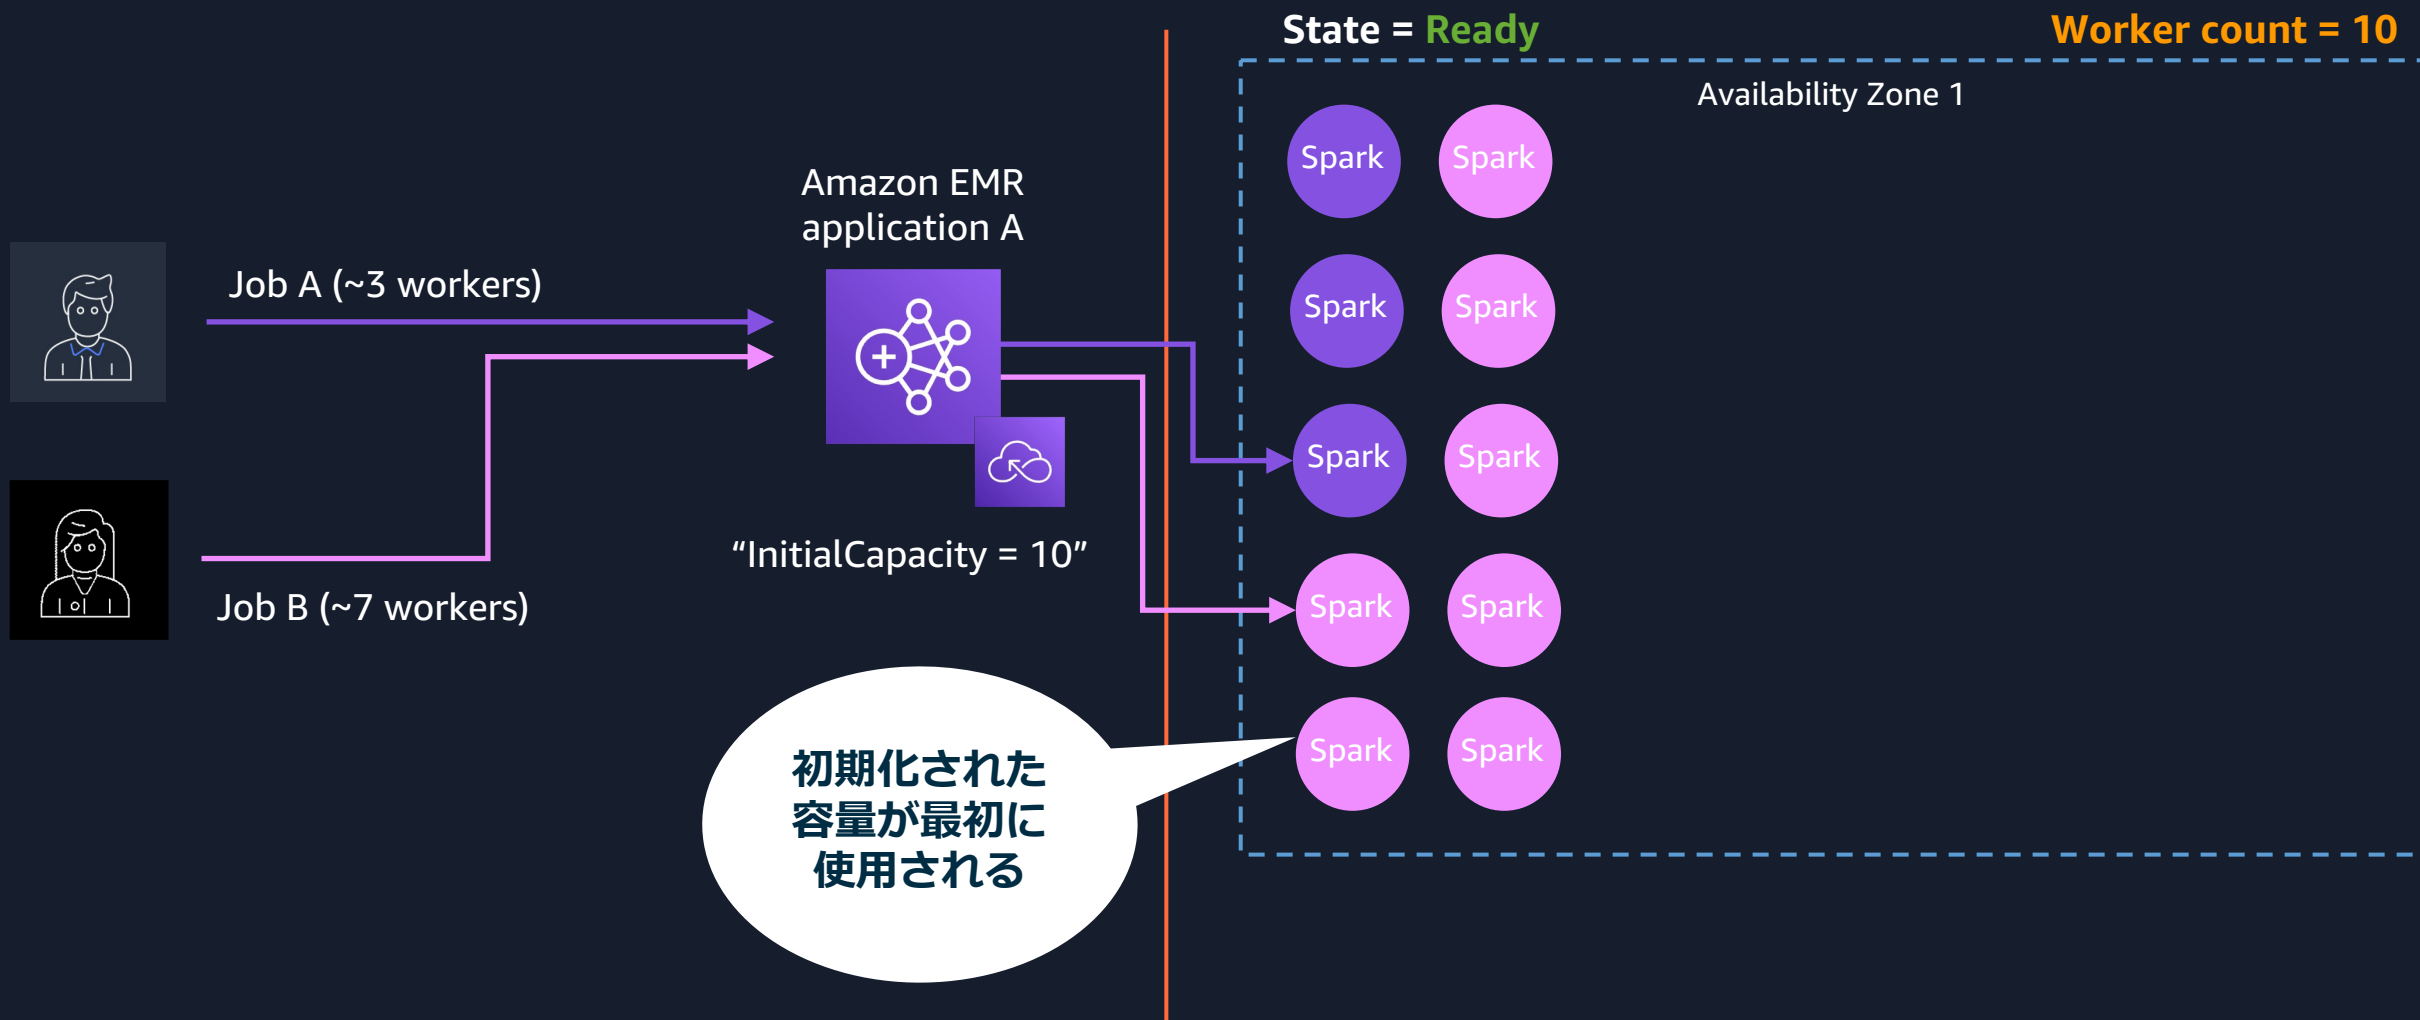 State = Ready
Worker count = 10
Availability Zone 1
Amazon EMR
application A
Job A (~3 workers)
Job B (~7 workers)
“InitialCapacity = 10”
Spark Spark
Spark Spark
Spark Spark
Spark Spark
Spark Spark
初期化された
容量が最初に
使用される